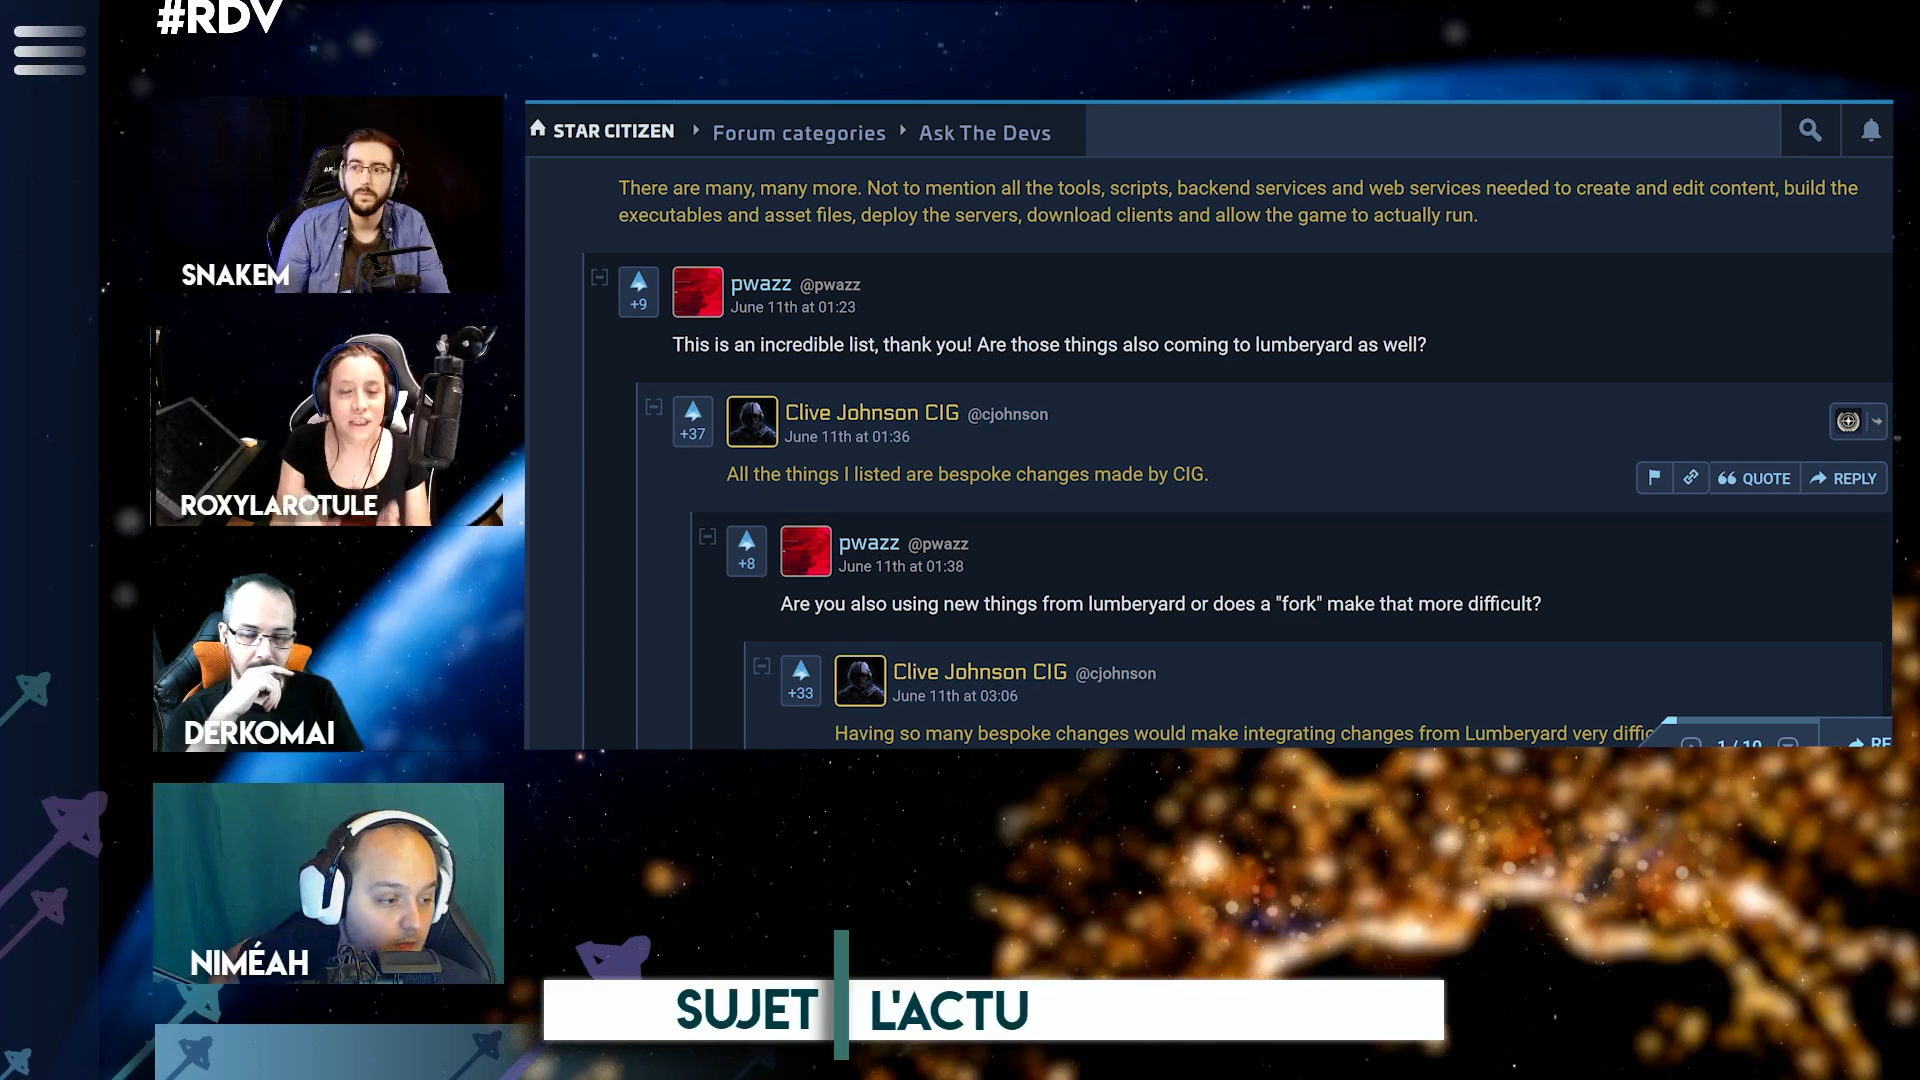 #RDV
SNAKEM
ROXYLAROTULE
DERKOMAI
NIMÉAH
STAR CITIZEN Forum categories Ask The Devs
There are many, many more. Not to mention all the tools, scripts, backend services and web services needed to create and edit content, build the
executables and asset files, deploy the servers, download clients and allow the game to actually run.
+9
pwazz @pwazz
June 11th at 01:23
This is an incredible list, thank you! Are those things also coming to lumberyard as well?
+37
Clive Johnson CIG @cjohnson
June 11th at 01:36
All the things I listed are bespoke changes made by CIG.
QUOTE REPLY
+8
pwazz @pwazz
June 11th at 01:38
Are you also using new things from lumberyard or does a "fork" make that more difficult?
+33
Clive Johnson CIG @cjohnson
June 11th at 03:06
Having so many bespoke changes would make integrating changes from Lumberyard very diffic
1 / 10 RE
SUJET L'ACTU